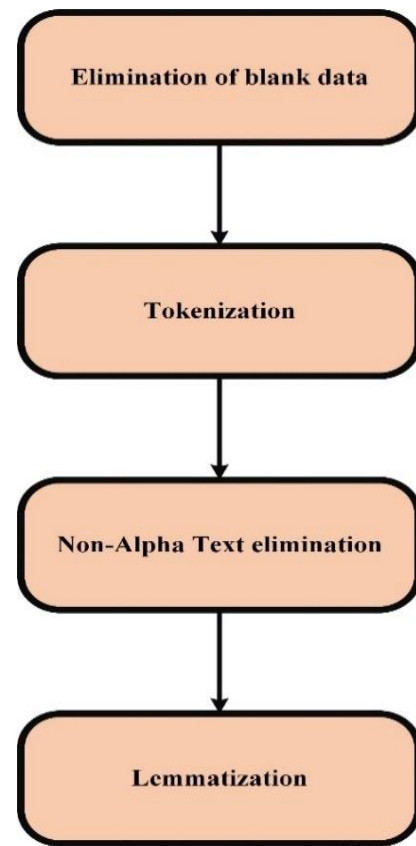 Elimination of blank data
Tokenization
Non-Alpha Text elimination
Lemmatization